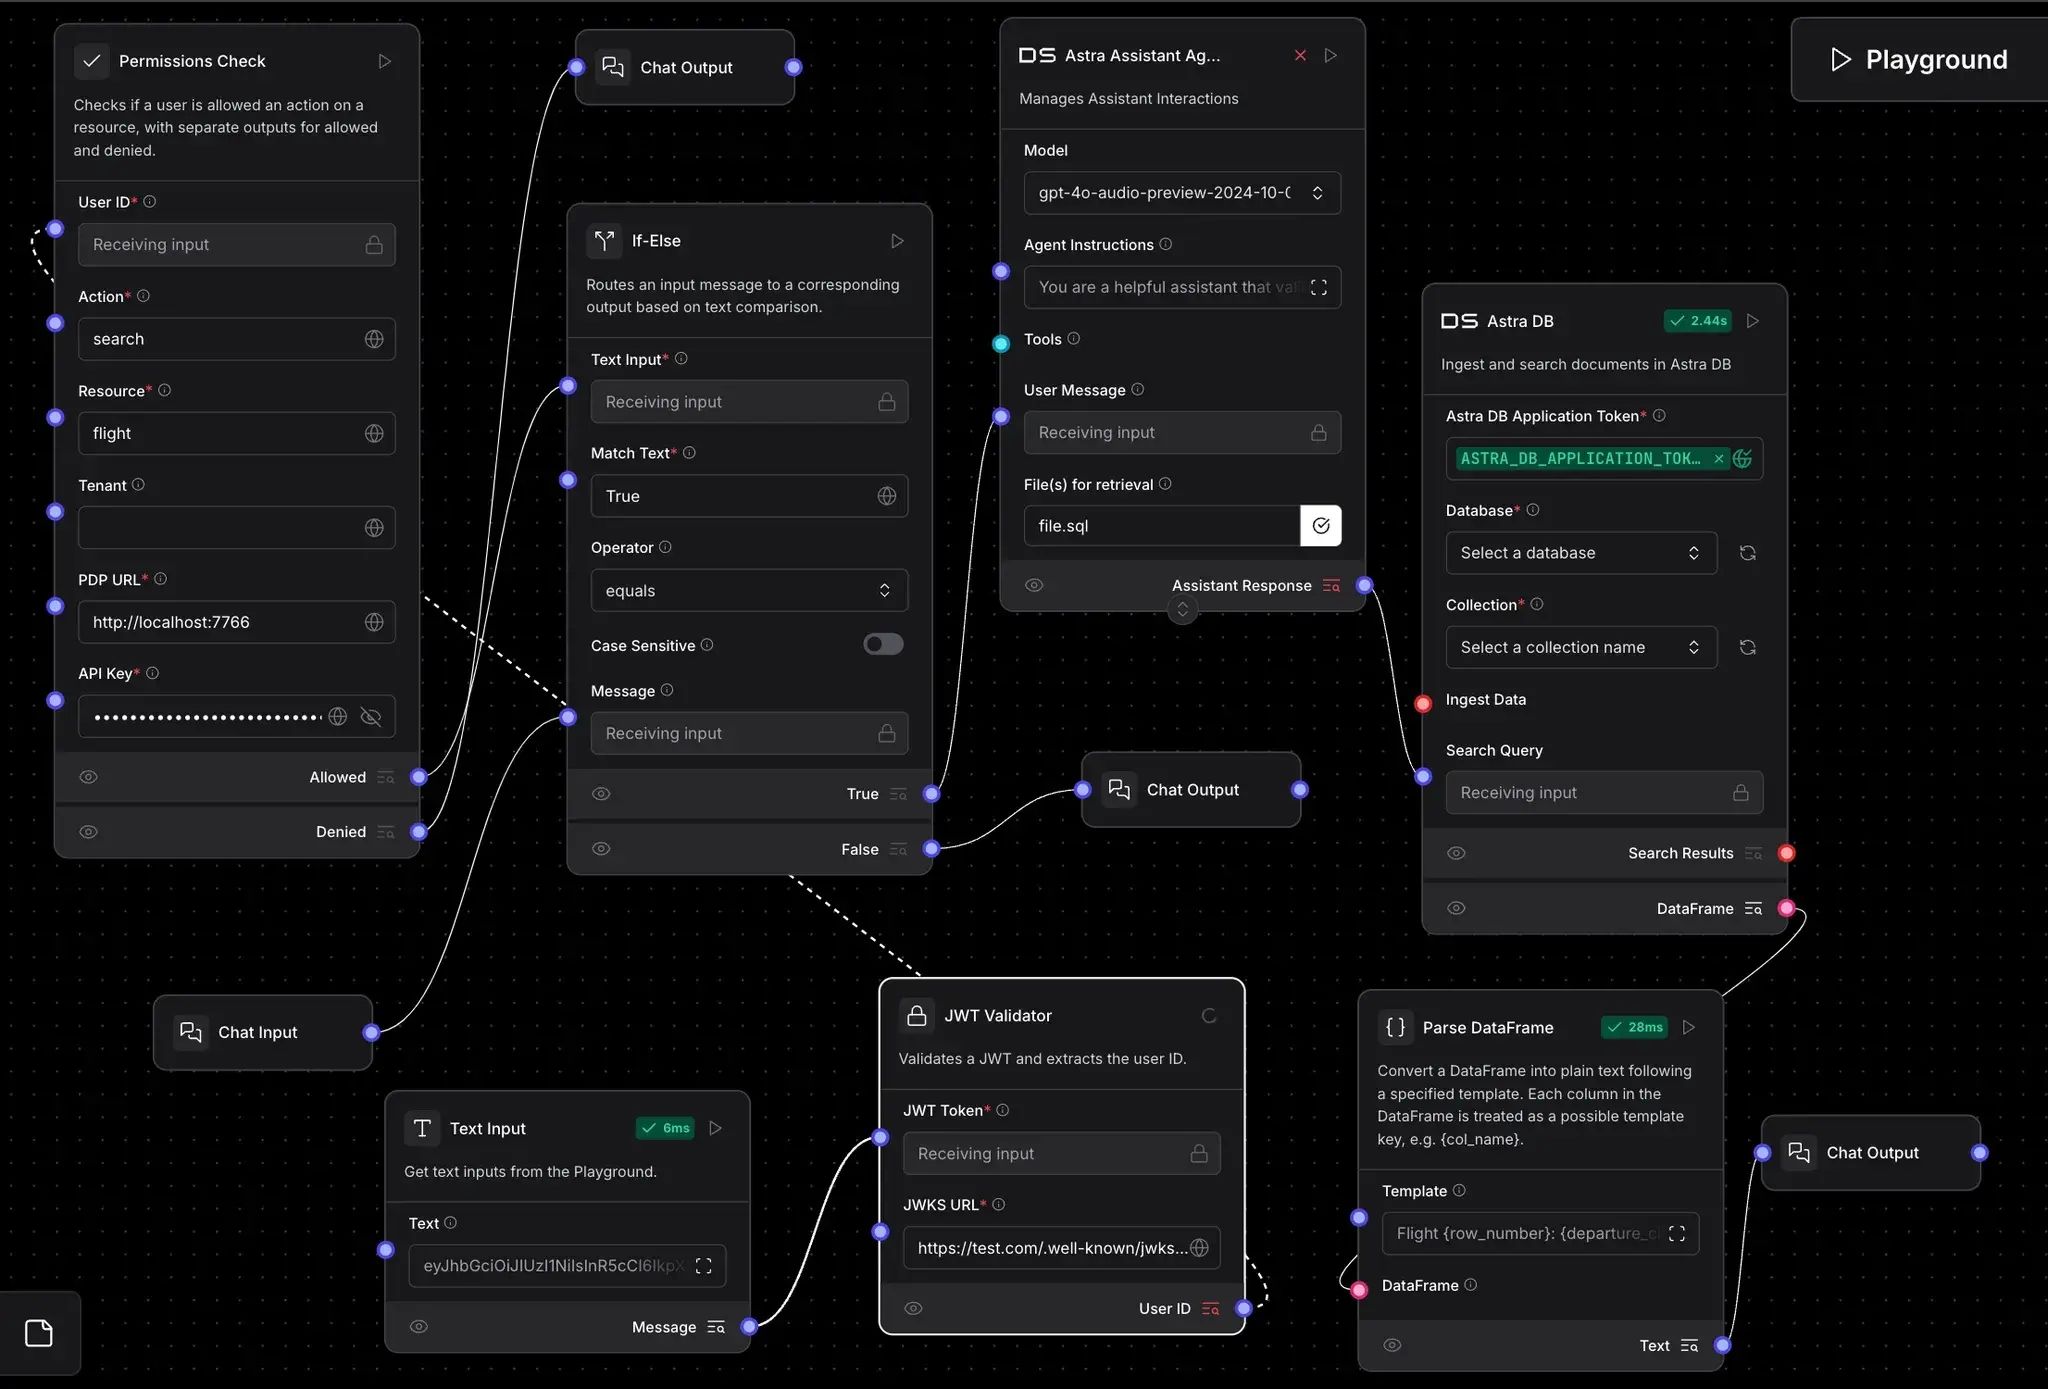 Permissions Check
Checks if a user is allowed an action on a
resource, with separate outputs for allowed
and denied.
User ID*
Receiving input
Action*
search
Resource*
flight
Tenant
PDP URL*
http://localhost:7766
API Key*
Allowed
Denied
Chat Output
If-Else
Routes an input message to a corresponding
output based on text comparison.
Text Input*
Receiving input
Match Text*
True
Operator
equals
Case Sensitive
Message
Receiving input
True
False
DS Astra Assistant Ag...
Manages Assistant Interactions
Model
gpt-4o-audio-preview-2024-10-
Agent Instructions
You are a helpful assistant that
Tools
User Message
Receiving input
File(s) for retrieval
file.sql
Assistant Response
Playground
DS Astra DB
2.44s
Ingest and search documents in Astra DB
Astra DB Application Token*
ASTRA_DB_APPLICATION_TOK...
Database*
Select a database
Collection*
Select a collection name
Ingest Data
Search Query
Receiving input
Search Results
DataFrame
Chat Output
Chat Input
Text Input
6ms
Get text inputs from the Playground.
Text
Message
JWT Validator
Validates a JWT and extracts the user ID.
JWT Token*
Receiving input
JWKS URL*
https://test.com/.well-known/jwks...
User ID
Parse DataFrame
28ms
Convert a DataFrame into plain text following
a specified template. Each column in the
DataFrame is treated as a possible template
key, e.g. {col_name}.
Template
Flight {row_number}:
DataFrame
Text
Chat Output